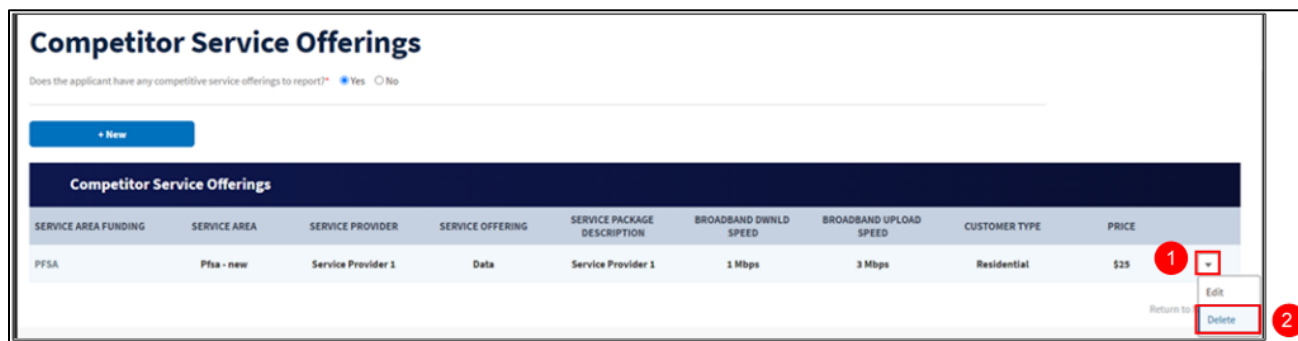 Competitor Service Offerings
Does the applicant have any competitive service offerings to report?* Yes No
+ New
Competitor Service Offerings
SERVICE AREA FUNDING SERVICE AREA SERVICE PROVIDER SERVICE OFFERING SERVICE PACKAGE DESCRIPTION BROADBAND DWNLD SPEED BROADBAND UPLOAD SPEED CUSTOMER TYPE PRICE
PFSA Pfsa - new Service Provider 1 Data Service Provider 1 1 Mbps 3 Mbps Residential $25 1
Edit
Return to
Delete 2